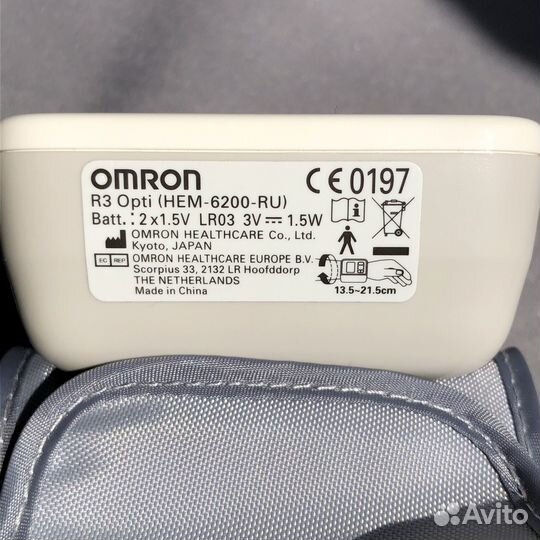 OMRON
CE 0197
R3 Opti (HEM-6200-RU)
Batt.: 2x1.5V LR03 3V⎓1.5W
OMRON HEALTHCARE Co., Ltd.
Kyoto, JAPAN
EC REP OMRON HEALTHCARE EUROPE B.V.
Scorpius 33, 2132 LR Hoofddorp
THE NETHERLANDS
Made in China
13.5~21.5cm
Avito